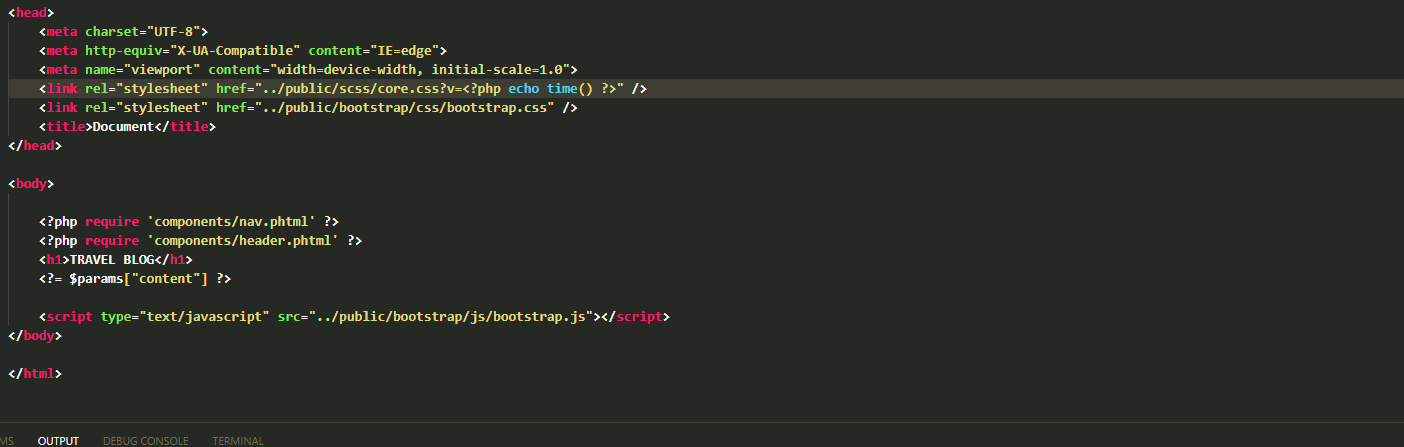 <head>
<meta charset="UTF-8">
<meta http-equiv="X-UA-Compatible" content="IE=edge">
<meta name="viewport" content="width=device-width, initial-scale=1.0">
<link rel="stylesheet" href="../public/scss/core.css?v=<?php echo time() ?>" />
<link rel="stylesheet" href="../public/bootstrap/css/bootstrap.css" />
<title>Document</title>
</head>
<body>
<?php require 'components/nav.phtml' ?>
<?php require 'components/header.phtml' ?>
<h1>TRAVEL BLOG</h1>
<?= $params["content"] ?>
<script type="text/javascript" src="../public/bootstrap/js/bootstrap.js"></script>
</body>
</html>
MS OUTPUT DEBUG CONSOLE TERMINAL